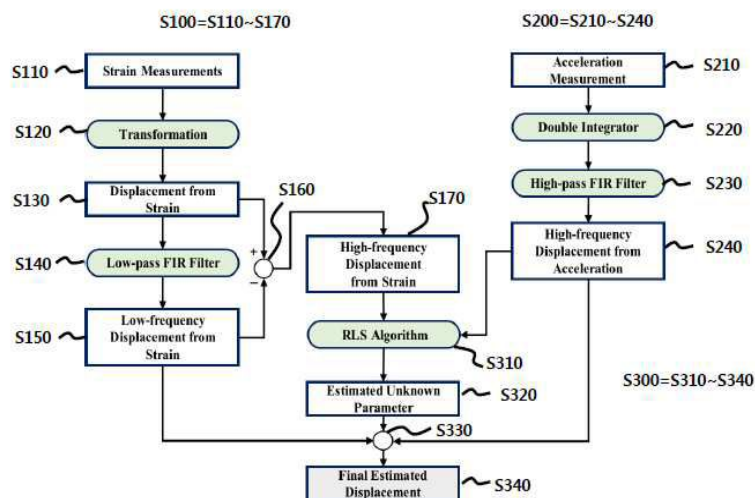 S100=S110~S170
S200=S210~S240
S110
Strain Measurements
S120
Transformation
S130
Displacement from
Strain
S140
Low-pass FIR Filter
S150
Low-frequency
Displacement from
Strain
S160
+
−
S170
High-frequency
Displacement
from Strain
RLS Algorithm
S310
Estimated Unknown
Parameter
S320
S330
Final Estimated
Displacement
S340
Acceleration
Measurement
S210
Double Integrator
S220
High-pass FIR Filter
S230
High-frequency
Displacement from
Acceleration
S240
S300=S310~S340